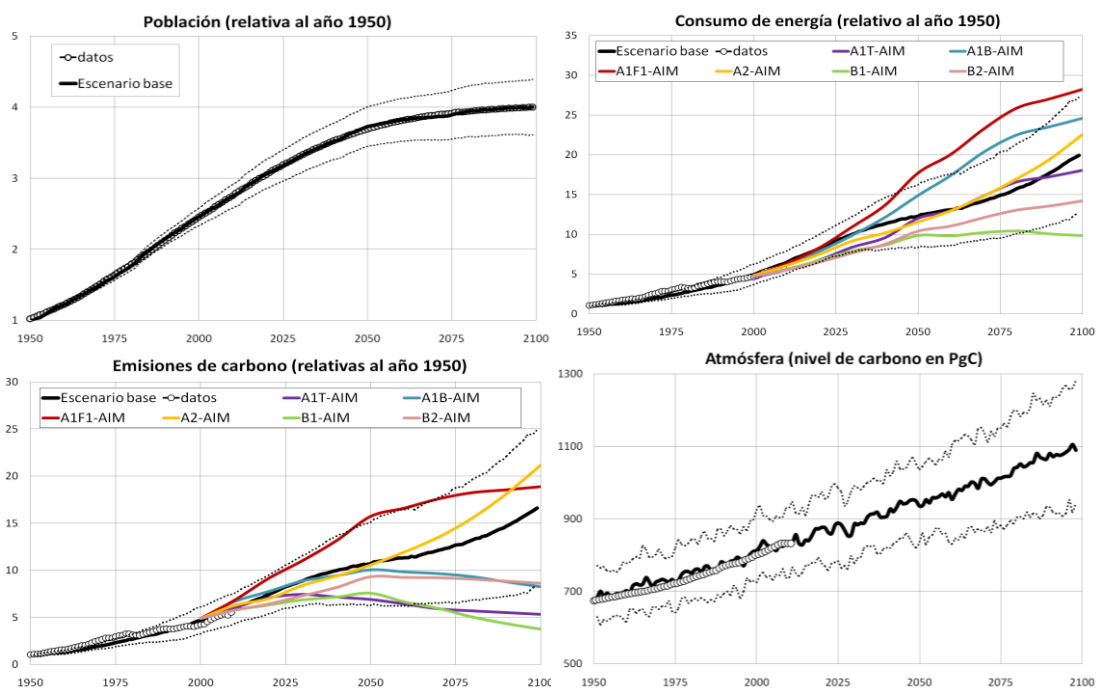 Población (relativa al año 1950)
5
4
3
2
1
datos
Escenario base
1950 1975 2000 2025 2050 2075 2100
Consumo de energía (relativo al año 1950)
35
30
25
20
15
10
5
0
Escenario base datos A1T-AIM A1B-AIM
A1F1-AIM A2-AIM B1-AIM B2-AIM
1950 1975 2000 2025 2050 2075 2100
Emisiones de carbono (relativas al año 1950)
30
25
20
15
10
5
0
Escenario base datos A1T-AIM A1B-AIM
A1F1-AIM A2-AIM B1-AIM B2-AIM
1950 1975 2000 2025 2050 2075 2100
Atmósfera (nivel de carbono en PgC)
1300
1100
900
700
500
1950 1975 2000 2025 2050 2075 2100